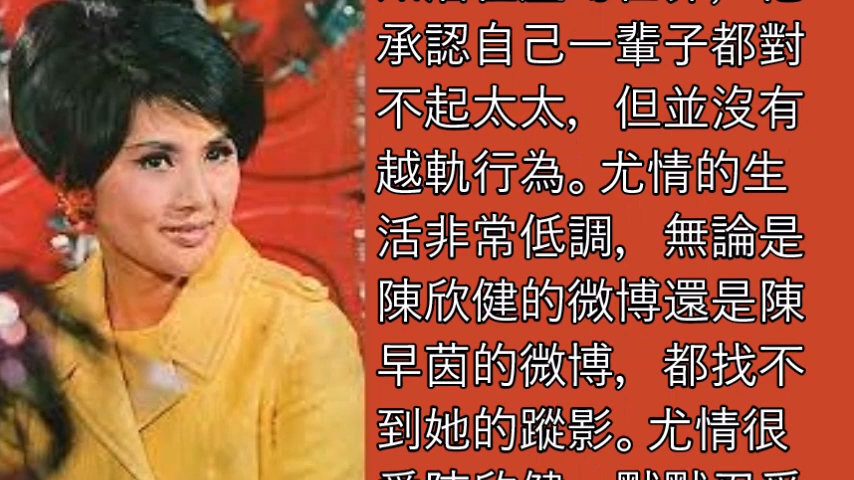 承認自己一輩子都對
不起太太，但並沒有
越軌行為。尤情的生
活非常低調，無論是
陳欣健的微博還是陳
早茵的微博，都找不
到她的蹤影。尤情很